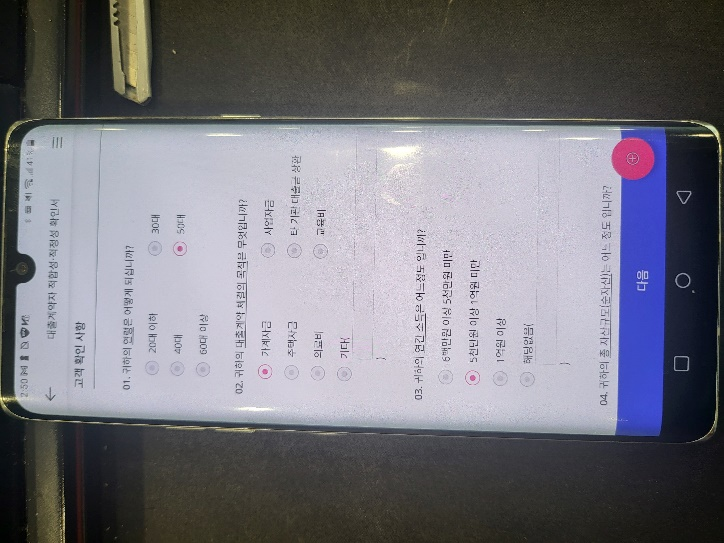 2:50
41%
대출계약자 적합성·적정성 확인서
고객 확인 사항
01. 귀하의 연령은 어떻게 되십니까?
20대 이하 30대
40대 50대
60대 이상
02. 귀하의 대출계약 체결의 목적은 무엇입니까?
가계자금 사업자금
주택자금 타 기관 대출금 상환
의료비 교육비
기타(
)
03. 귀하의 연간 소득은 어느정도 입니까?
6백만원 이상 5천만원 미만
5천만원 이상 1억원 미만
1억원 이상
해당없음(
)
04. 귀하의 총 자산규모(순자산)는 어느 정도 입니까?
다음